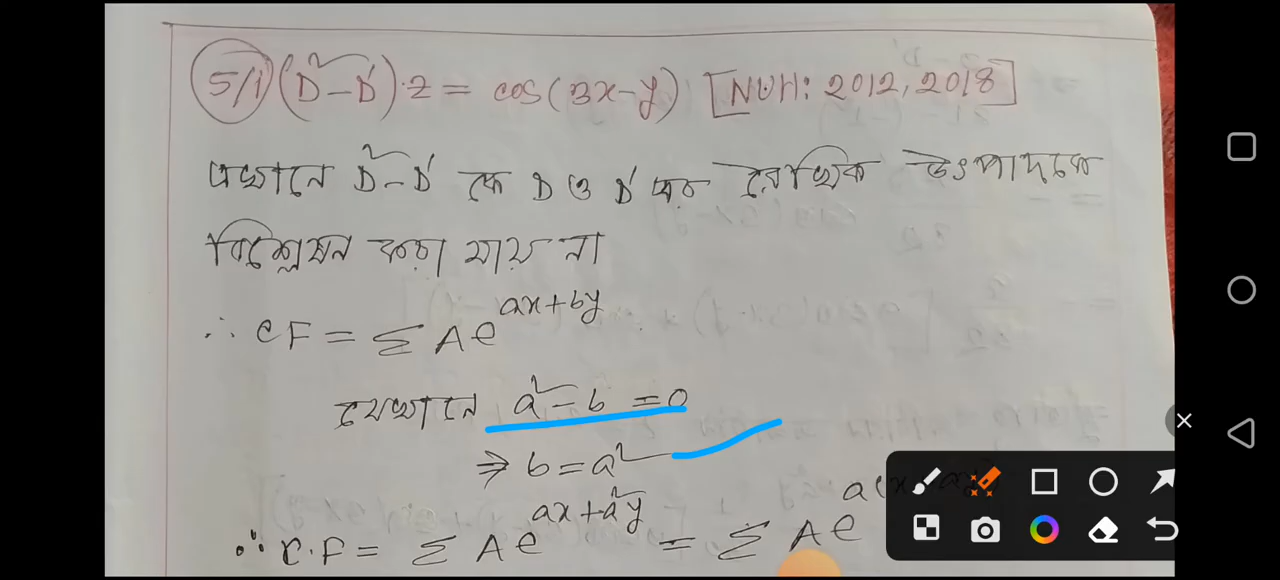 5/1 (D² - D')·z = cos(3x-y) [NUH: 2012, 2018]
এখানে D² - D' কে D ও D' এর রৈখিক উৎপাদকে
বিশ্লেষন করা যায় না
∴ CF = Σ Ae^{ax+by}
যেখানে a² - b = 0
⇒ b = a²
∴ C.F = Σ Ae^{ax+a²y} = Σ Ae